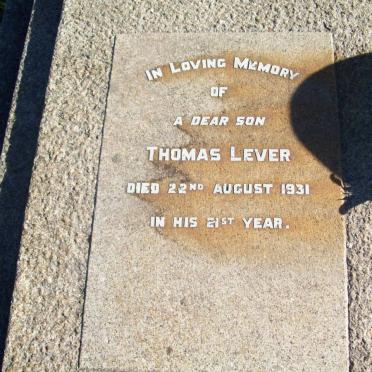 In Loving Memory
OF
A DEAR SON
THOMAS LEVER
DIED 22ND AUGUST 1931
IN HIS 21ST YEAR.